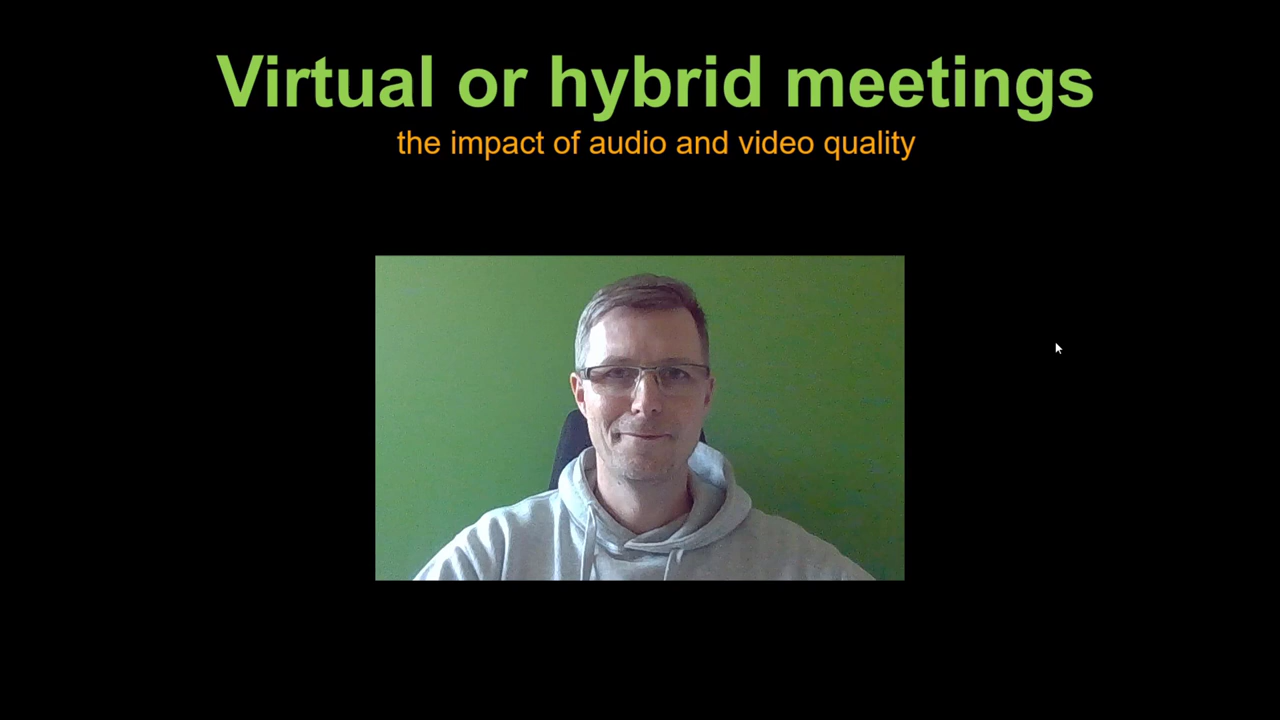 Virtual or hybrid meetings
the impact of audio and video quality